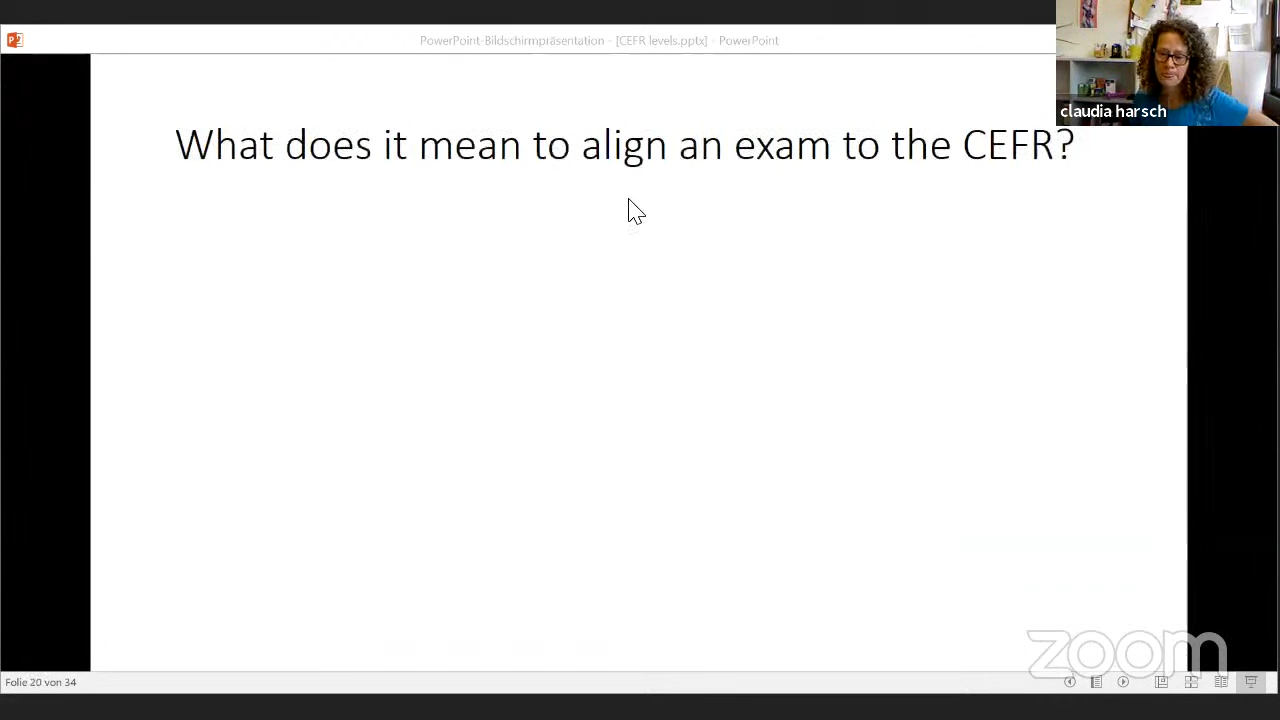 PowerPoint-Bildschirmpräsentation - [CEFR levels.pptx] - PowerPoint
claudia harsch
What does it mean to align an exam to the CEFR?
zoom
Folie 20 von 34